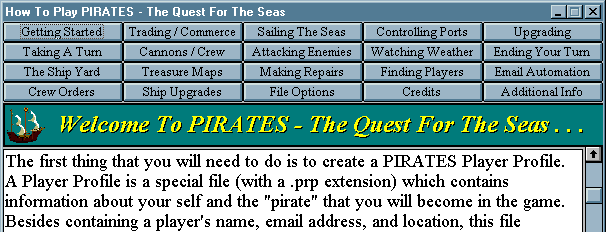 How To Play PIRATES - The Quest For The Seas
Getting Started Trading / Commerce Sailing The Seas Controlling Ports Upgrading
Taking A Turn Cannons / Crew Attacking Enemies Watching Weather Ending Your Turn
The Ship Yard Treasure Maps Making Repairs Finding Players Email Automation
Crew Orders Ship Upgrades File Options Credits Additional Info
Welcome To PIRATES - The Quest For The Seas . . .
The first thing that you will need to do is to create a PIRATES Player Profile.
A Player Profile is a special file (with a .prp extension) which contains
information about your self and the "pirate" that you will become in the game.
Besides containing a player's name, email address, and location, this file